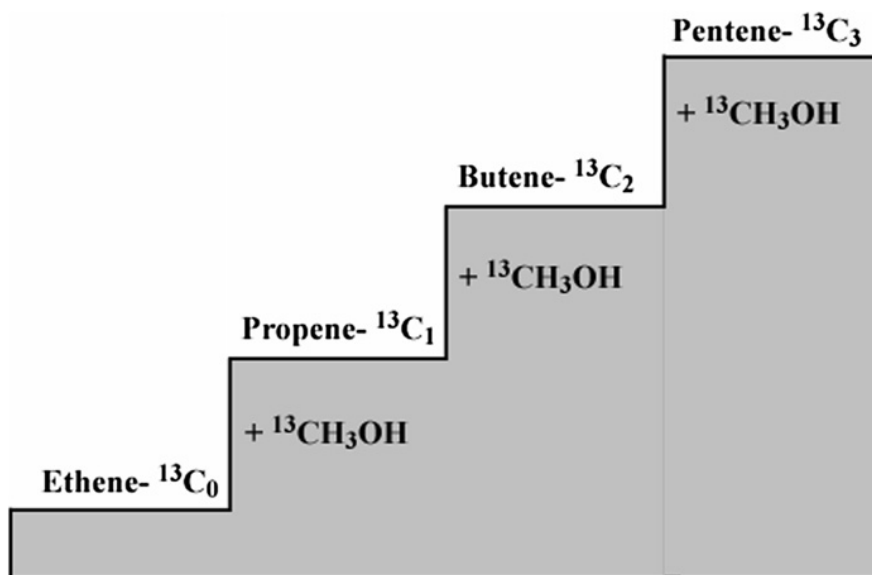 Pentene- ¹³C₃
+ ¹³CH₃OH
Butene- ¹³C₂
+ ¹³CH₃OH
Propene- ¹³C₁
+ ¹³CH₃OH
Ethene- ¹³C₀